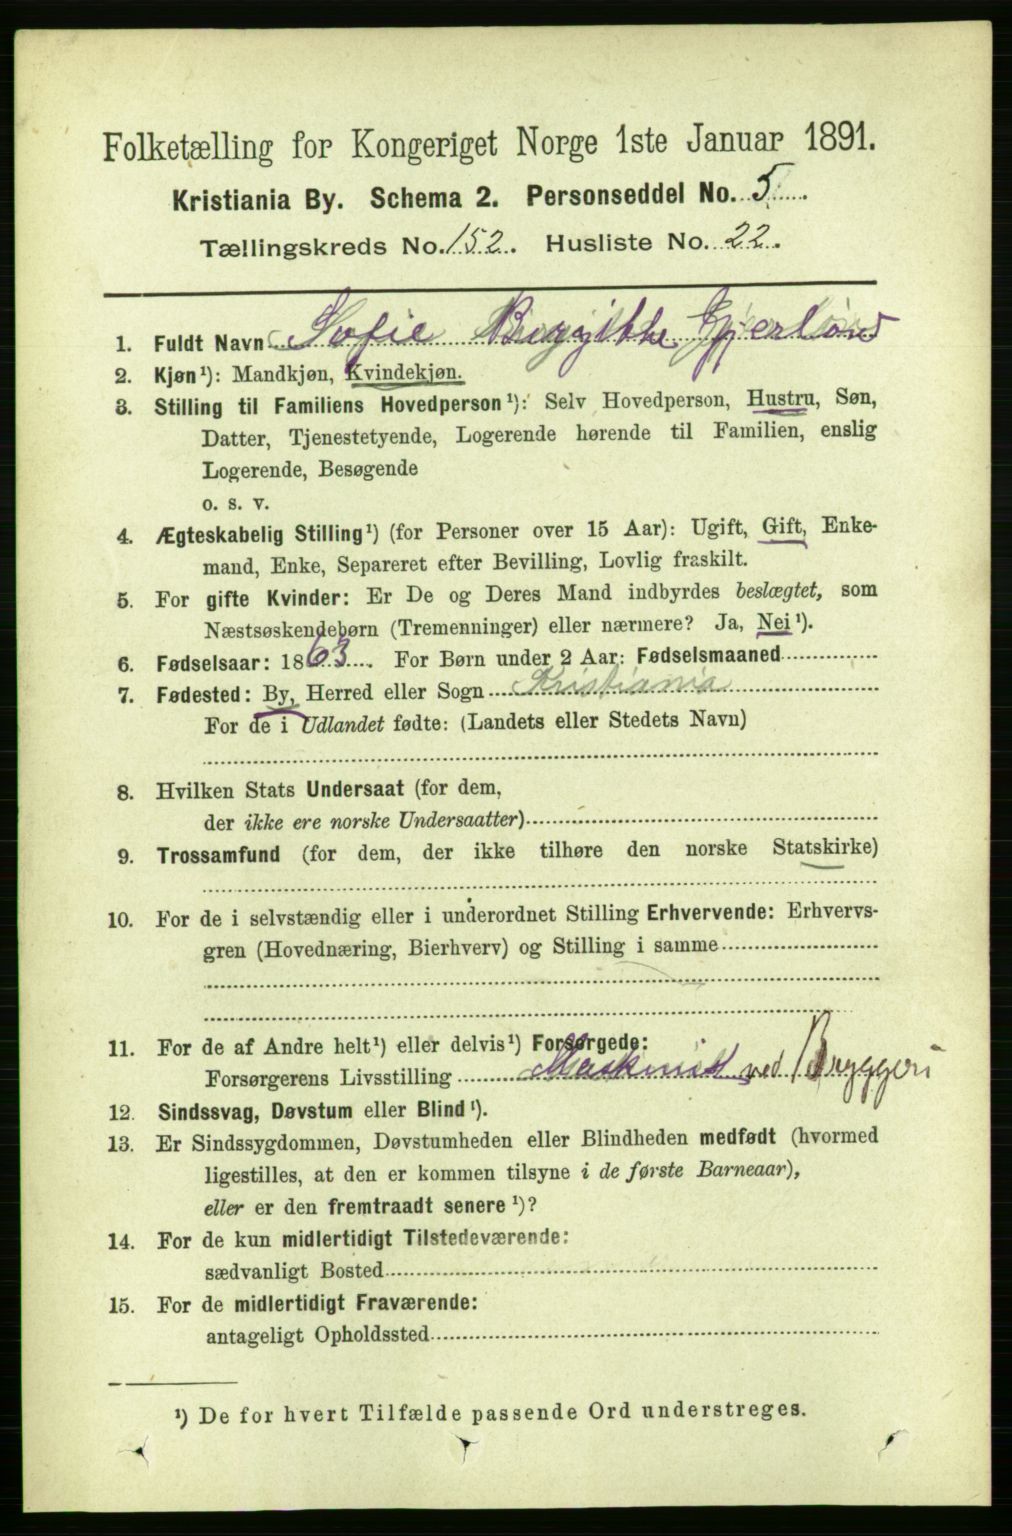 Folketælling for Kongeriget Norge 1ste Januar 1891.
Kristiania By. Schema 2. Personseddel No. 5.
Tællingskreds No. 152. Husliste No. 22.
1. Fuldt Navn Sofie Birgitthe
2. Kjøn¹): Mandkjøn, Kvindekjøn.
3. Stilling til Familiens Hovedperson¹): Selv Hovedperson, Hustru, Søn,
Datter, Tjenestetyende, Logerende hørende til Familien, enslig
Logerende, Besøgende
o. s. v.
4. Ægteskabelig Stilling¹) (for Personer over 15 Aar): Ugift, Gift, Enke-
mand, Enke, Separeret efter Bevilling, Lovlig fraskilt.
5. For gifte Kvinder: Er De og Deres Mand indbyrdes beslægtet, som
Næstsøskendebørn (Tremenninger) eller nærmere? Ja, Nei¹).
6. Fødselsaar: 1863. For Børn under 2 Aar: Fødselsmaaned
7. Fødested: By, Herred eller Sogn Kristiania
For de i Udlandet fødte: (Landets eller Stedets Navn)
8. Hvilken Stats Undersaat (for dem,
der ikke ere norske Undersaatter)
9. Trossamfund (for dem, der ikke tilhøre den norske Statskirke)
10. For de i selvstændig eller i underordnet Stilling Erhvervende: Erhvervs-
gren (Hovednæring, Bierhverv) og Stilling i samme
11. For de af Andre helt¹) eller delvis¹) Forsørgede:
Forsørgerens Livsstilling Maskinist ved Bryggeri
12. Sindssvag, Døvstum eller Blind¹).
13. Er Sindssygdommen, Døvstumheden eller Blindheden medfødt (hvormed
ligestilles, at den er kommen tilsyne i de første Barneaar),
eller er den fremtraadt senere¹)?
14. For de kun midlertidigt Tilstedeværende:
sædvanligt Bosted
15. For de midlertidigt Fraværende:
antageligt Opholdssted
¹) De for hvert Tilfælde passende Ord understreges.